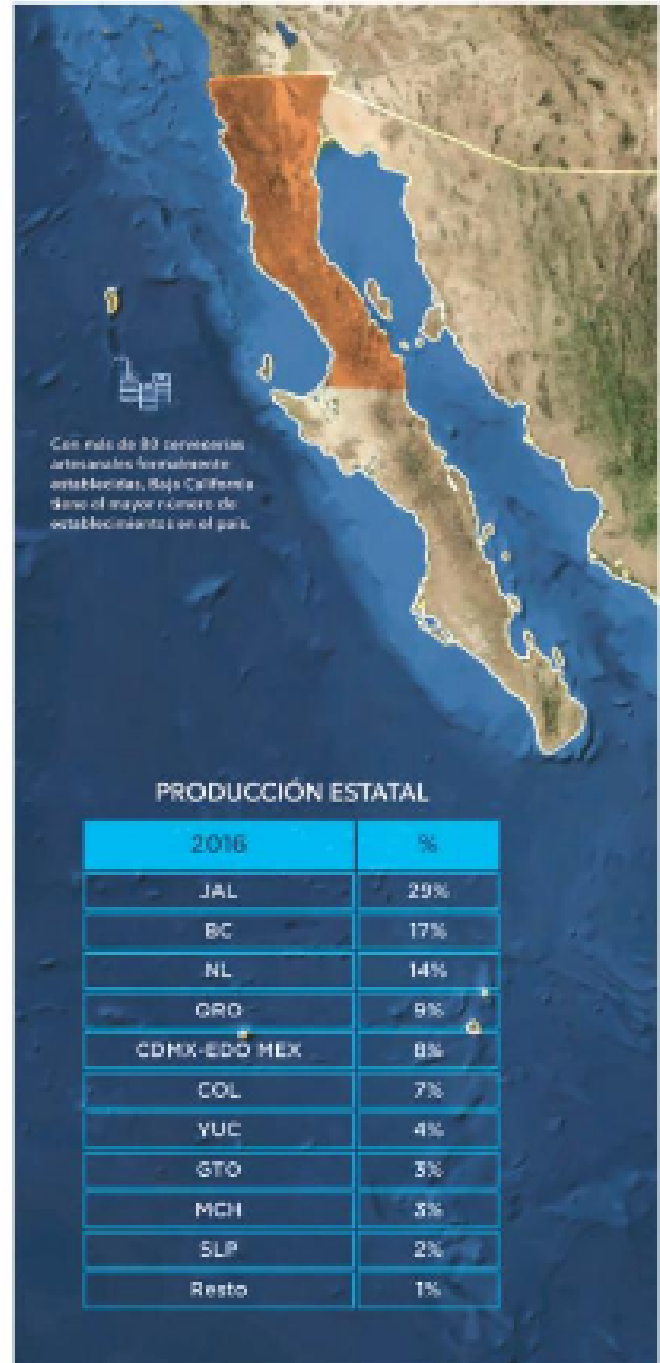 Con más de 80 cervecerías
artesanales formalmente
establecidas, Baja California
tiene el mayor número de
establecimientos en el país.
PRODUCCIÓN ESTATAL
2016 %
JAL 29%
BC 17%
NL 14%
QRO 9%
CDMX-EDO MEX 8%
COL 7%
YUC 4%
GTO 3%
MCH 3%
SLP 2%
Resto 1%